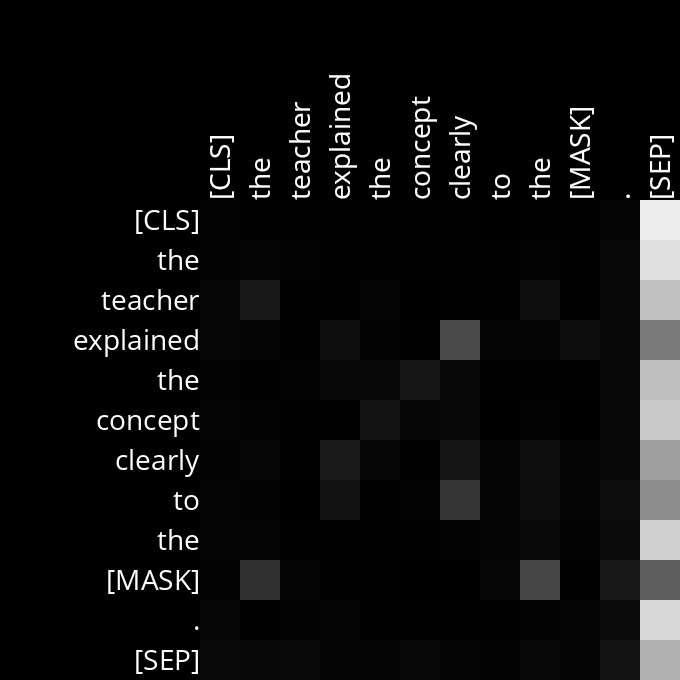 [CLS] the teacher explained the concept clearly to the [MASK] . [SEP]
[CLS]
the
teacher
explained
the
concept
clearly
to
the
[MASK]
.
[SEP]